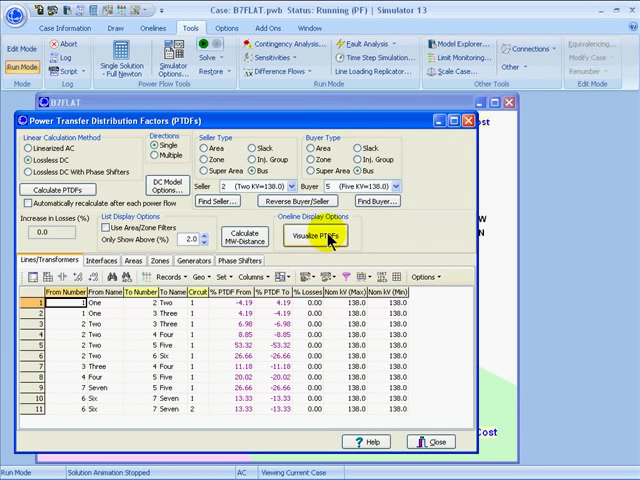 Case: B7FLAT.pwb Status: Running (PF) | Simulator 13
Case Information Draw Onelines Tools Options Add Ons Window
Edit Mode
Run Mode
Mode
Abort
Log
Script
Log
Single Solution - Full Newton
Simulator Options...
Solve
Restore
Power Flow Tools
Contingency Analysis...
Sensitivities
Difference Flows
Fault Analysis
Time Step Simulation...
Line Loading Replicator...
Run Mode
Model Explorer...
Limit Monitoring...
Scale Case...
Connections
Other
Other Tools
Equivalencing...
Modify Case
Renumber
Edit Mode
B7FLAT
Power Transfer Distribution Factors (PTDFs)
Linear Calculation Method
Linearized AC
Lossless DC
Lossless DC With Phase Shifters
Directions
Single
Multiple
Seller Type
Area
Zone
Super Area
Slack
Inj. Group
Bus
Buyer Type
Area
Zone
Super Area
Slack
Inj. Group
Bus
Calculate PTDFs
DC Model Options...
Seller 2 (Two KV=138.0) Buyer 5 (Five KV=138.0)
Automatically recalculate after each power flow
Find Seller... Reverse Buyer/Seller Find Buyer...
Increase in Losses (%)
0.0
List Display Options
Use Area/Zone Filters
Only Show Above (%) 2.0
Calculate MW-Distance
Oneline Display Options
Visualize PTDFs
Lines/Transformers Interfaces Areas Zones Generators Phase Shifters
Records Geo Set Columns Options
From Number From Name To Number To Name Circuit % PTDF From % PTDF To % Losses Nom kV (Max) Nom kV (Min)
1 1 One 2 Two 1 -4.19 4.19 0.00 138.0 138.0
2 1 One 3 Three 1 4.19 -4.19 0.00 138.0 138.0
3 2 Two 3 Three 1 6.98 -6.98 0.00 138.0 138.0
4 2 Two 4 Four 1 8.85 -8.85 0.00 138.0 138.0
5 2 Two 5 Five 1 53.32 -53.32 0.00 138.0 138.0
6 2 Two 6 Six 1 26.66 -26.66 0.00 138.0 138.0
7 3 Three 4 Four 1 11.18 -11.18 0.00 138.0 138.0
8 4 Four 5 Five 1 20.02 -20.02 0.00 138.0 138.0
9 7 Seven 5 Five 1 26.66 -26.66 0.00 138.0 138.0
10 6 Six 7 Seven 1 13.33 -13.33 0.00 138.0 138.0
11 6 Six 7 Seven 2 13.33 -13.33 0.00 138.0 138.0
Help Close
ost
W
N
Cost
Run Mode Solution Animation Stopped AC Viewing Current Case